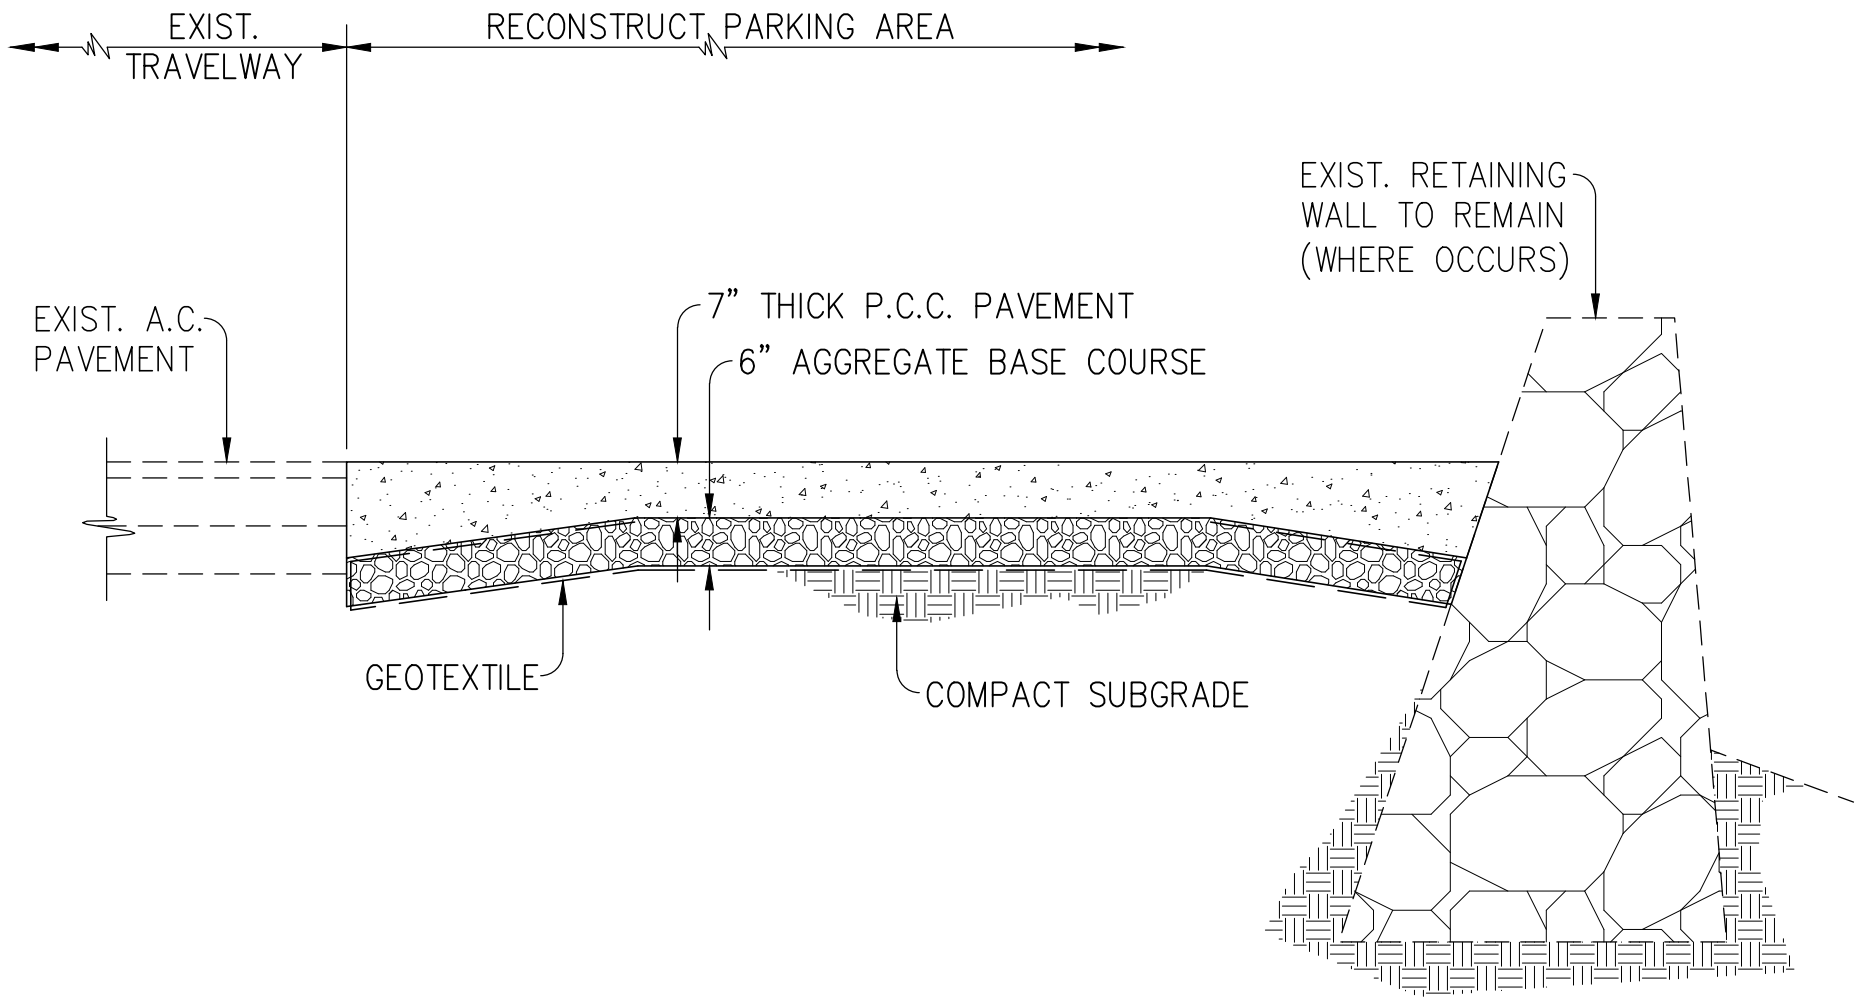 EXIST.
TRAVELWAY
RECONSTRUCT PARKING AREA
EXIST. RETAINING
WALL TO REMAIN
(WHERE OCCURS)
EXIST. A.C.
PAVEMENT
7” THICK P.C.C. PAVEMENT
6” AGGREGATE BASE COURSE
GEOTEXTILE
COMPACT SUBGRADE